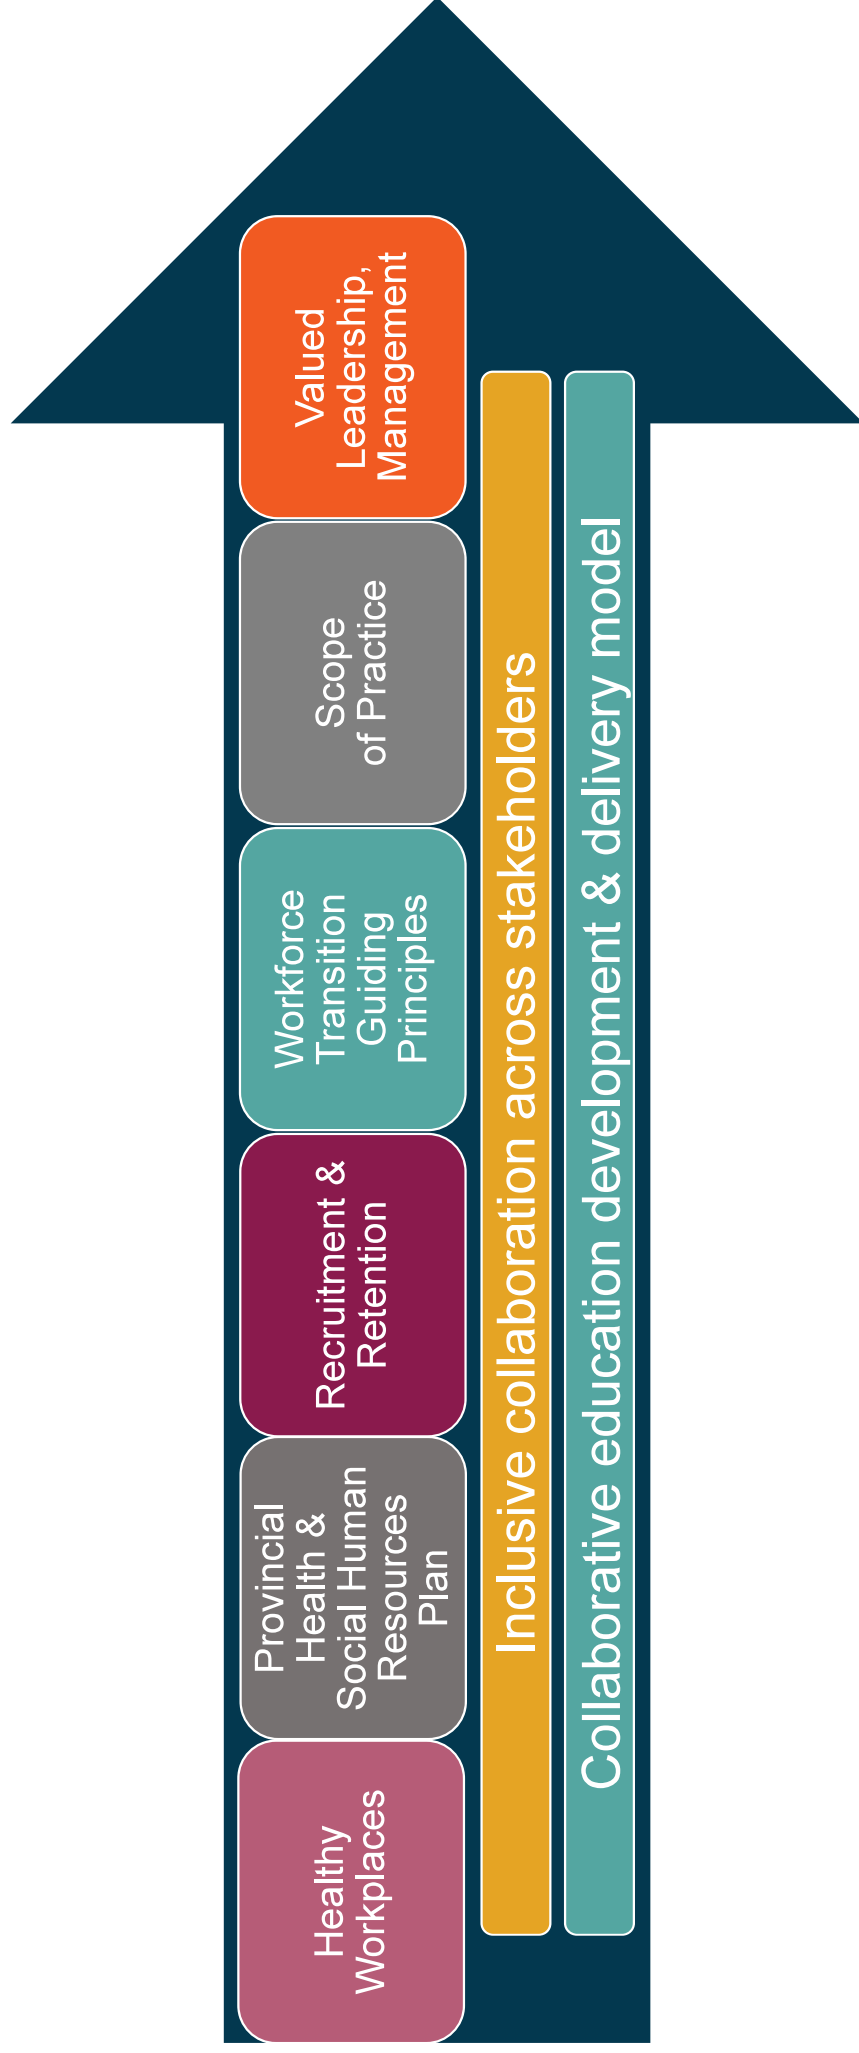 Healthy
Workplaces
Provincial
Health &
Social Human
Resources
Plan
Recruitment &
Retention
Workforce
Transition
Guiding
Principles
Scope
of Practice
Valued
Leadership,
Management
Inclusive collaboration across stakeholders
Collaborative education development & delivery model